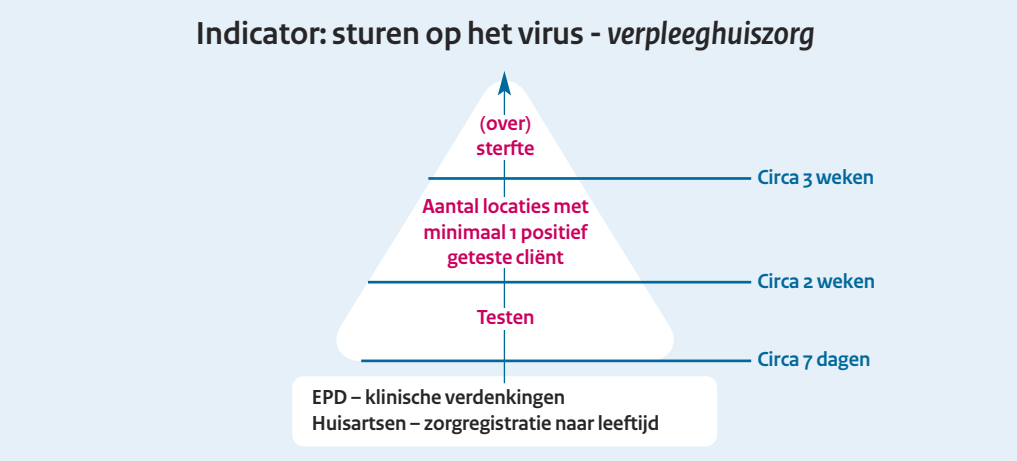 Indicator: sturen op het virus - verpleeghuiszorg
(over)
sterfte
Circa 3 weken
Aantal locaties met
minimaal 1 positief
geteste cliënt
Circa 2 weken
Testen
Circa 7 dagen
EPD – klinische verdenkingen
Huisartsen – zorgregistratie naar leeftijd